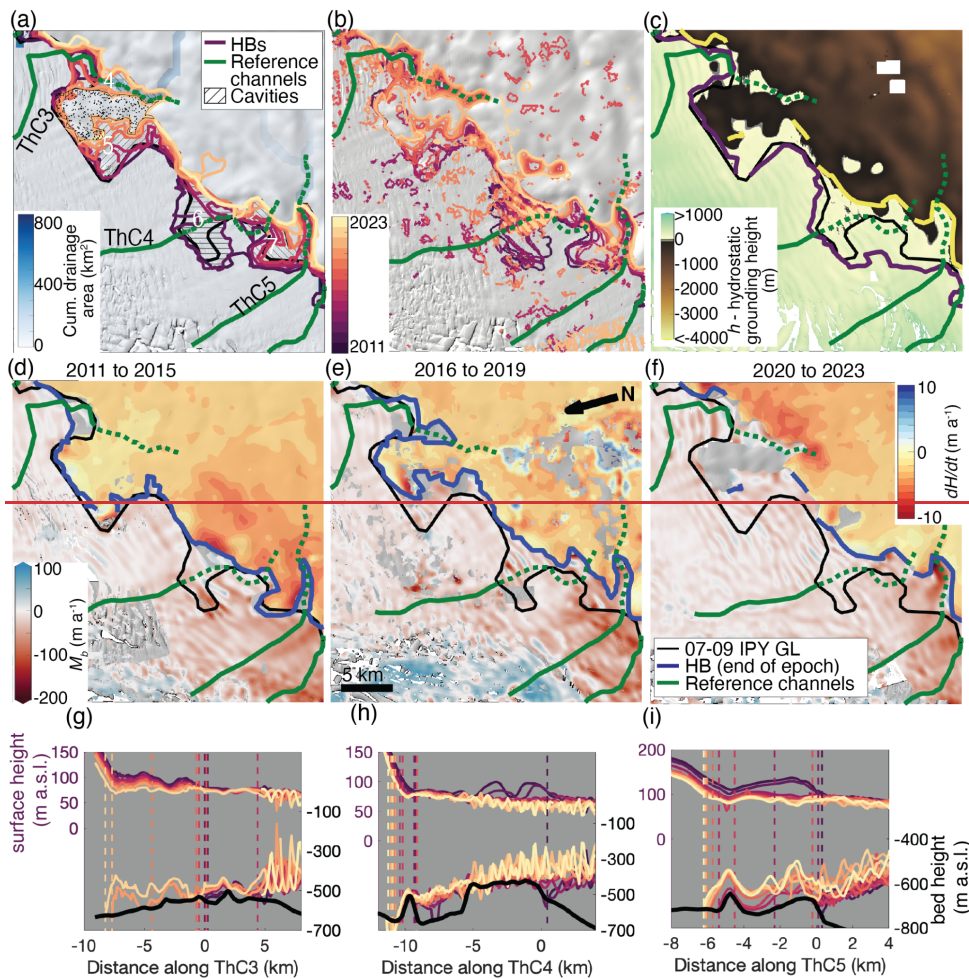 (a)
HBs
Reference
channels
Cavities
4
5
6
7
ThC3
ThC4
ThC5
800
400
0
Cum. drainage
area (km²)
(b)
2023
2011
(c)
>1000
0
-1000
-2000
-3000
<-4000
h - hydrostatic
grounding height
(m)
(d)
2011 to 2015
100
0
-100
-200
Mb (m a⁻¹)
(e)
2016 to 2019
N
5 km
(f)
2020 to 2023
10
0
-10
dH/dt (m a⁻¹)
07-09 IPY GL
HB (end of epoch)
Reference channels
(g)
surface height
(m a.s.l.)
150
100
50
0
-100
-300
-500
-700
-10
-5
0
5
Distance along ThC3 (km)
(h)
150
100
50
0
-100
-300
-500
-700
-10
-5
0
Distance along ThC4 (km)
(i)
200
100
0
-400
-600
-800
bed height
(m a.s.l.)
-8
-6
-4
-2
0
2
4
Distance along ThC5 (km)